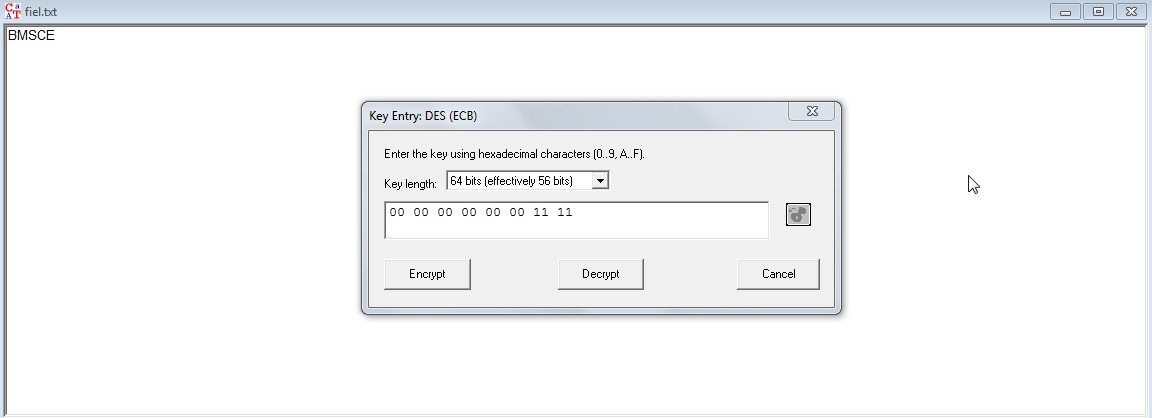 fiel.txt
BMSCE
Key Entry: DES (ECB)
Enter the key using hexadecimal characters (0..9, A..F).
Key length: 64 bits (effectively 56 bits)
00 00 00 00 00 00 11 11
Encrypt Decrypt Cancel